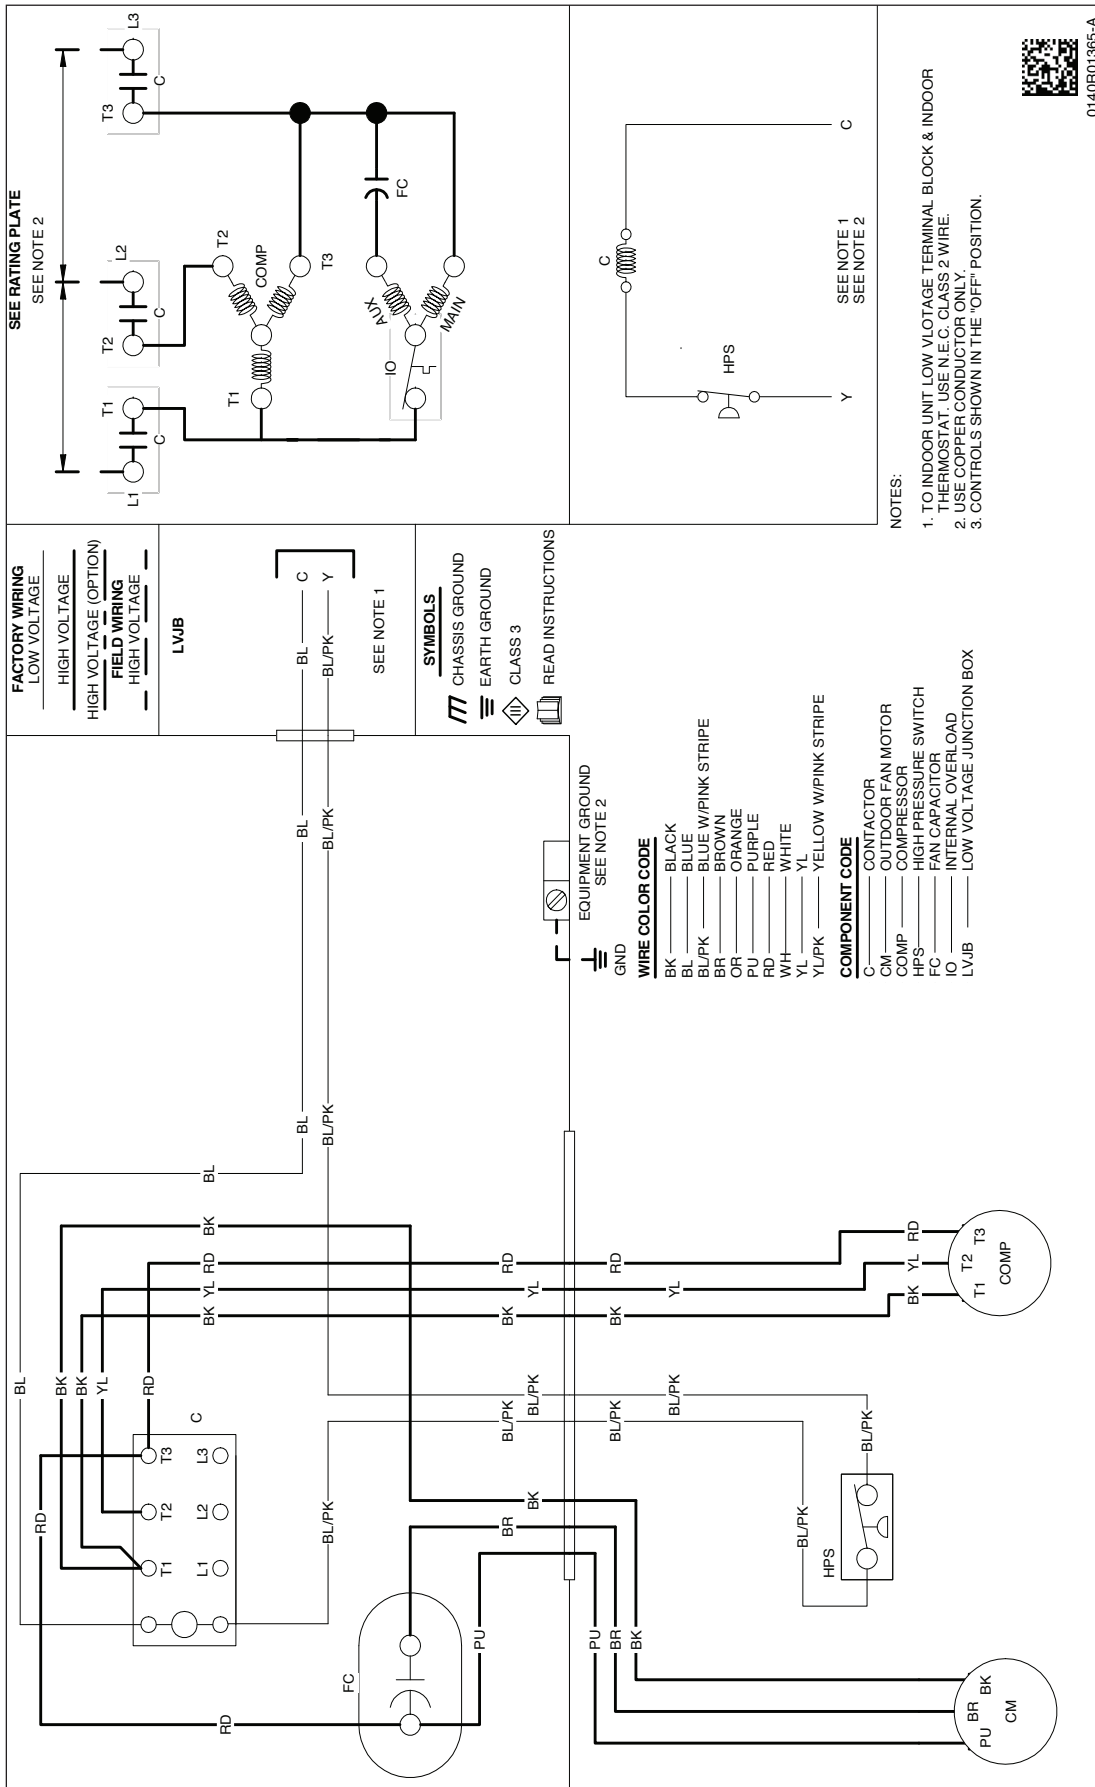 BL
RD
BK
BK
YL
RD
C
T1
T2
T3
L1
L2
L3
BL
BK
RD
YL
BK
BL
BL/PK
BL/PK
RD
FC
PU
BR
BK
BL/PK
BL/PK
BK
YL
RD
PU
BR
BK
BL/PK
BL/PK
BK
YL
RD
HPS
BL/PK
BL/PK
BK
YL
RD
PU
BR
BK
CM
T1
T2
T3
COMP
BL
BL/PK
BL
BL/PK
C
Y
GND
EQUIPMENT GROUND
SEE NOTE 2
WIRE COLOR CODE
BK BLACK
BL BLUE
BL/PK BLUE W/PINK STRIPE
BR BROWN
OR ORANGE
PU PURPLE
RD RED
WH WHITE
YL YL
YL/PK YELLOW W/PINK STRIPE
COMPONENT CODE
C CONTACTOR
CM OUTDOOR FAN MOTOR
COMP COMPRESSOR
HPS HIGH PRESSURE SWITCH
FC FAN CAPACITOR
IO INTERNAL OVERLOAD
LVJB LOW VOLTAGE JUNCTION BOX
FACTORY WIRING
LOW VOLTAGE
HIGH VOLTAGE
HIGH VOLTAGE (OPTION)
FIELD WIRING
HIGH VOLTAGE
LVJB
SEE NOTE 1
SYMBOLS
CHASSIS GROUND
EARTH GROUND
CLASS 3
READ INSTRUCTIONS
SEE RATING PLATE
SEE NOTE 2
L1
C
T1
T2
C
L2
T3
C
L3
T1
T2
COMP
T3
IO
AUX
MAIN
FC
C
HPS
Y
C
SEE NOTE 1
SEE NOTE 2
NOTES:
1. TO INDOOR UNIT LOW VLOTAGE TERMINAL BLOCK & INDOOR
THERMOSTAT. USE N.E.C. CLASS 2 WIRE.
2. USE COPPER CONDUCTOR ONLY.
3. CONTROLS SHOWN IN THE "OFF" POSITION.
0140R01365-A